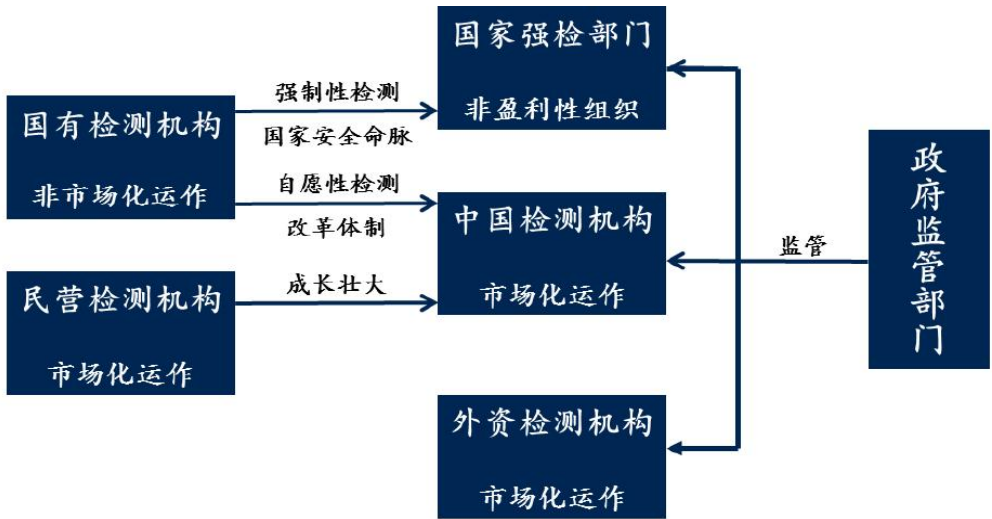 国家强检部门
非盈利性组织
强制性检测
国家安全命脉
国有检测机构
非市场化运作
自愿性检测
改革体制
中国检测机构
市场化运作
监管
政府监管部门
民营检测机构
市场化运作
成长壮大
外资检测机构
市场化运作